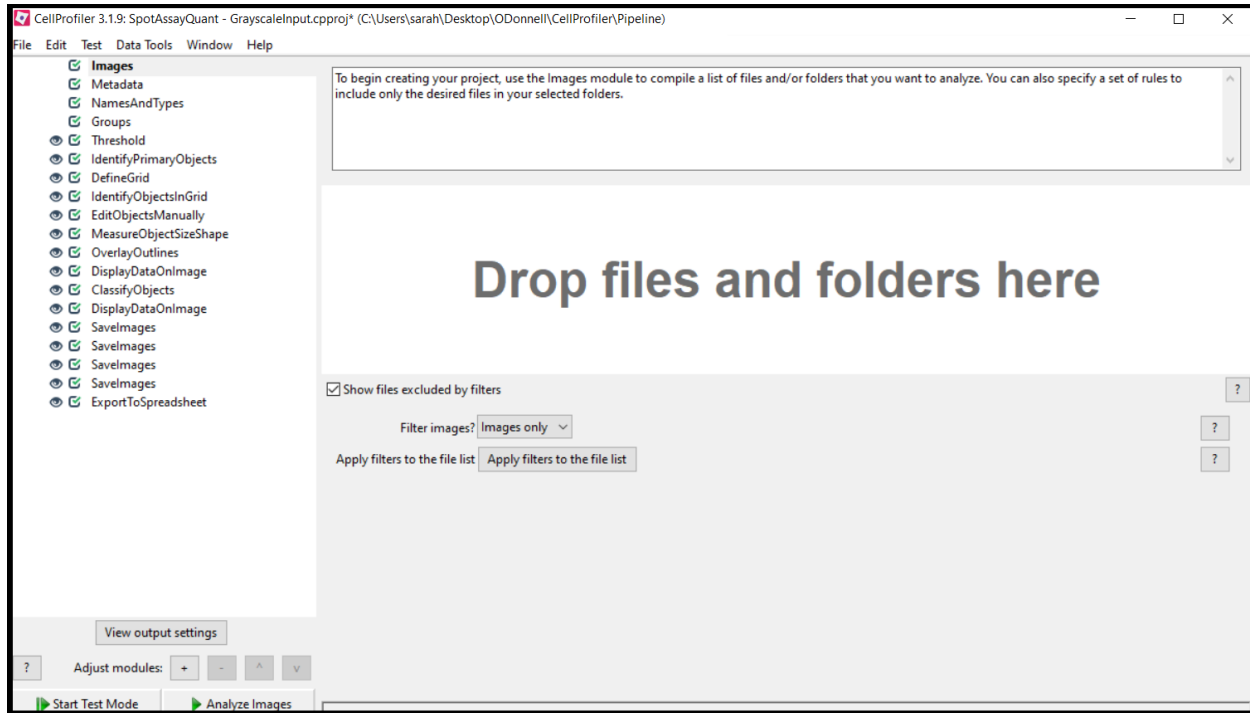 CellProfiler 3.1.9: SpotAssayQuant - GrayscaleInput.cpproj* (C:\Users\sarah\Desktop\ODonnell\CellProfiler\Pipeline)
File Edit Test Data Tools Window Help
Images
Metadata
NamesAndTypes
Groups
Threshold
IdentifyPrimaryObjects
DefineGrid
IdentifyObjectsInGrid
EditObjectsManually
MeasureObjectSizeShape
OverlayOutlines
DisplayDataOnImage
ClassifyObjects
DisplayDataOnImage
SaveImages
SaveImages
SaveImages
SaveImages
ExportToSpreadsheet
View output settings
? Adjust modules: + - ^ v
Start Test Mode Analyze Images
To begin creating your project, use the Images module to compile a list of files and/or folders that you want to analyze. You can also specify a set of rules to
include only the desired files in your selected folders.
Drop files and folders here
Show files excluded by filters ?
Filter images? Images only ?
Apply filters to the file list Apply filters to the file list ?